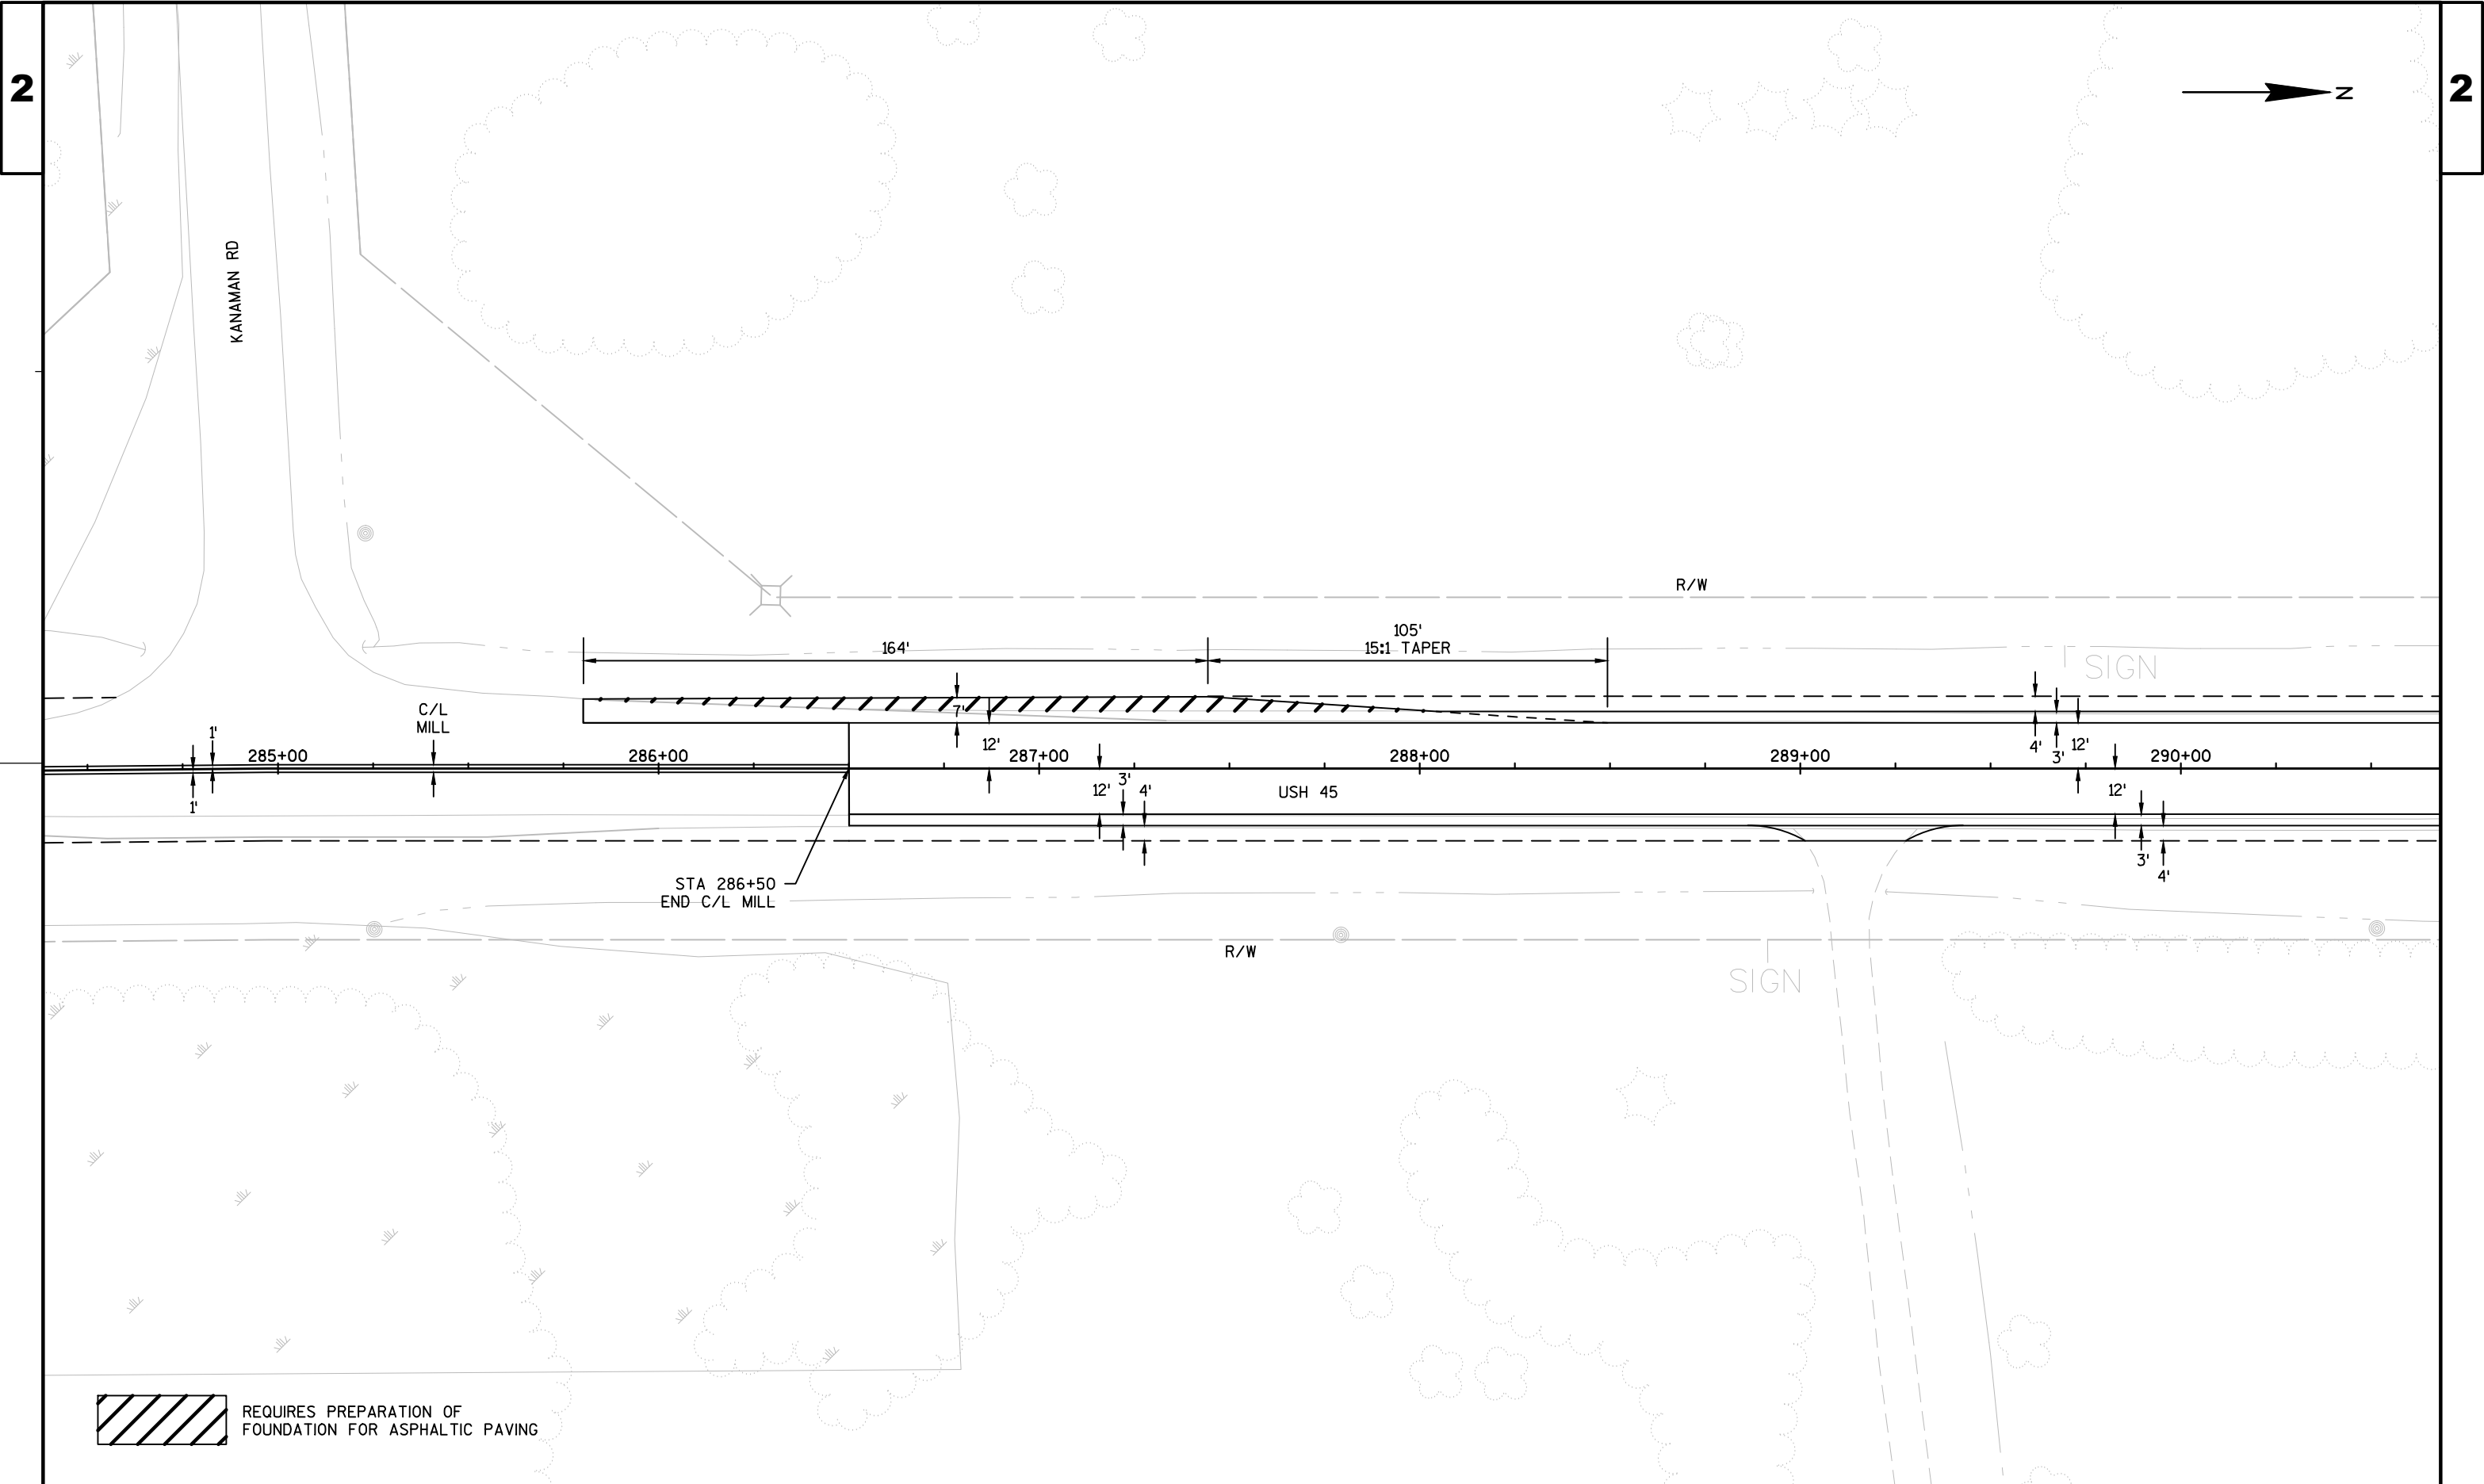 2
2
N
KANAMAN RD
R/W
105'
164'
15:1 TAPER
SIGN
C/L
MILL
7'
1'
12'
4'
3'
12'
285+00
286+00
287+00
288+00
289+00
290+00
1'
12'
3'
4'
USH 45
12'
3'
4'
STA 286+50
END C/L MILL
R/W
SIGN
REQUIRES PREPARATION OF
FOUNDATION FOR ASPHALTIC PAVING